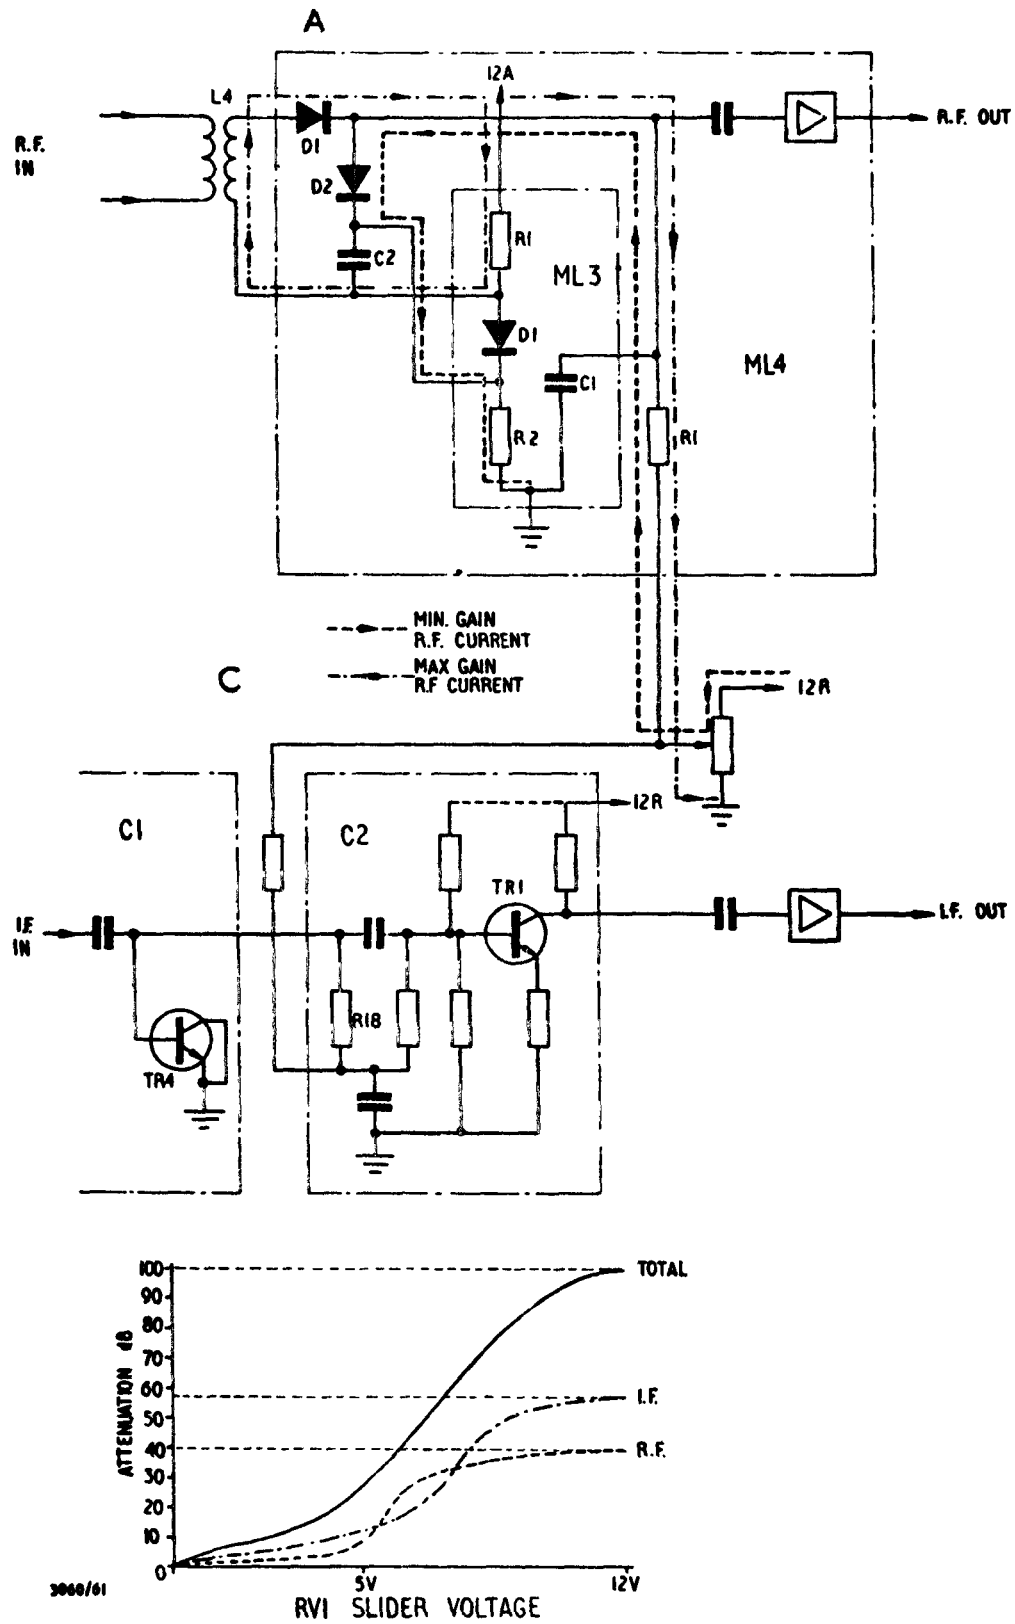 A
12A
L4
R.F. OUT
R.F.
IN
D1
D2
R1
C2
ML3
D1
ML4
C1
R2
R1
MIN. GAIN
R.F. CURRENT
MAX GAIN
R.F CURRENT
C
12R
12R
C1
C2
TR1
I.F
IN
I.F. OUT
R18
TR4
100
TOTAL
90
80
70
60
I.F.
50
40
R.F.
30
20
10
0
ATTENUATION dB
5V
12V
3060/61
RV1 SLIDER VOLTAGE